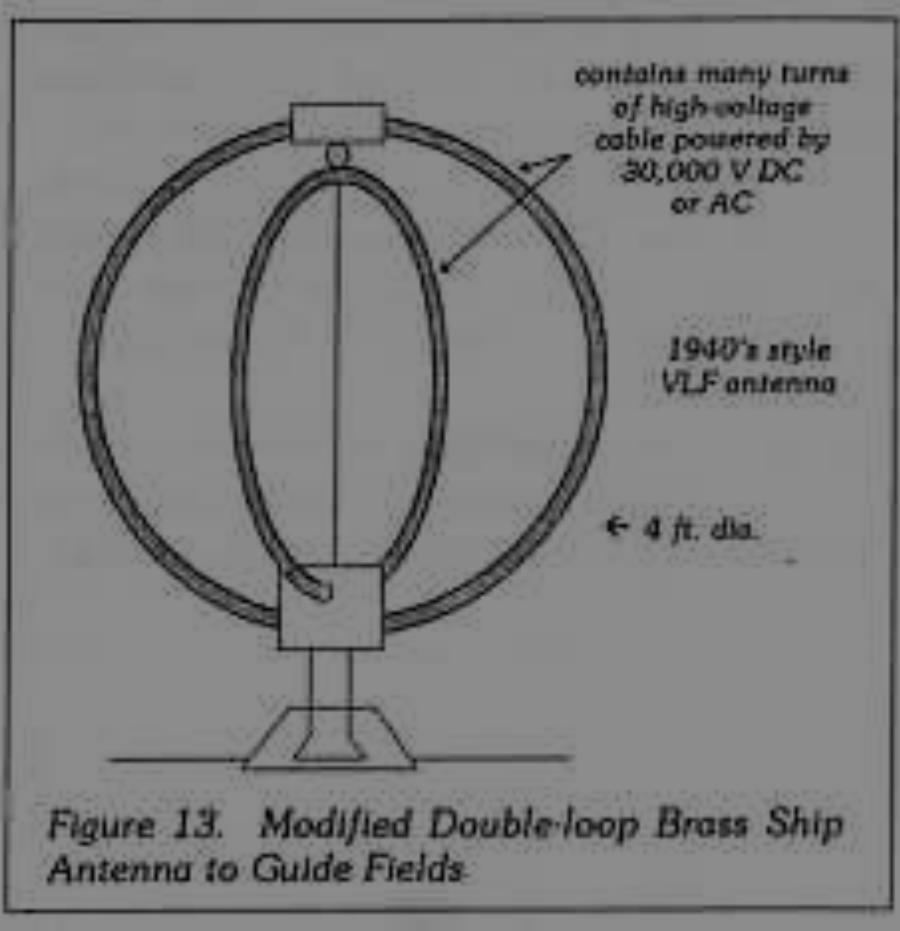 contains many turns
of high-voltage
cable powered by
30,000 V DC
or AC
1940's style
VLF antenna
← 4 ft. dia.
Figure 13. Modified Double-loop Brass Ship
Antenna to Guide Fields